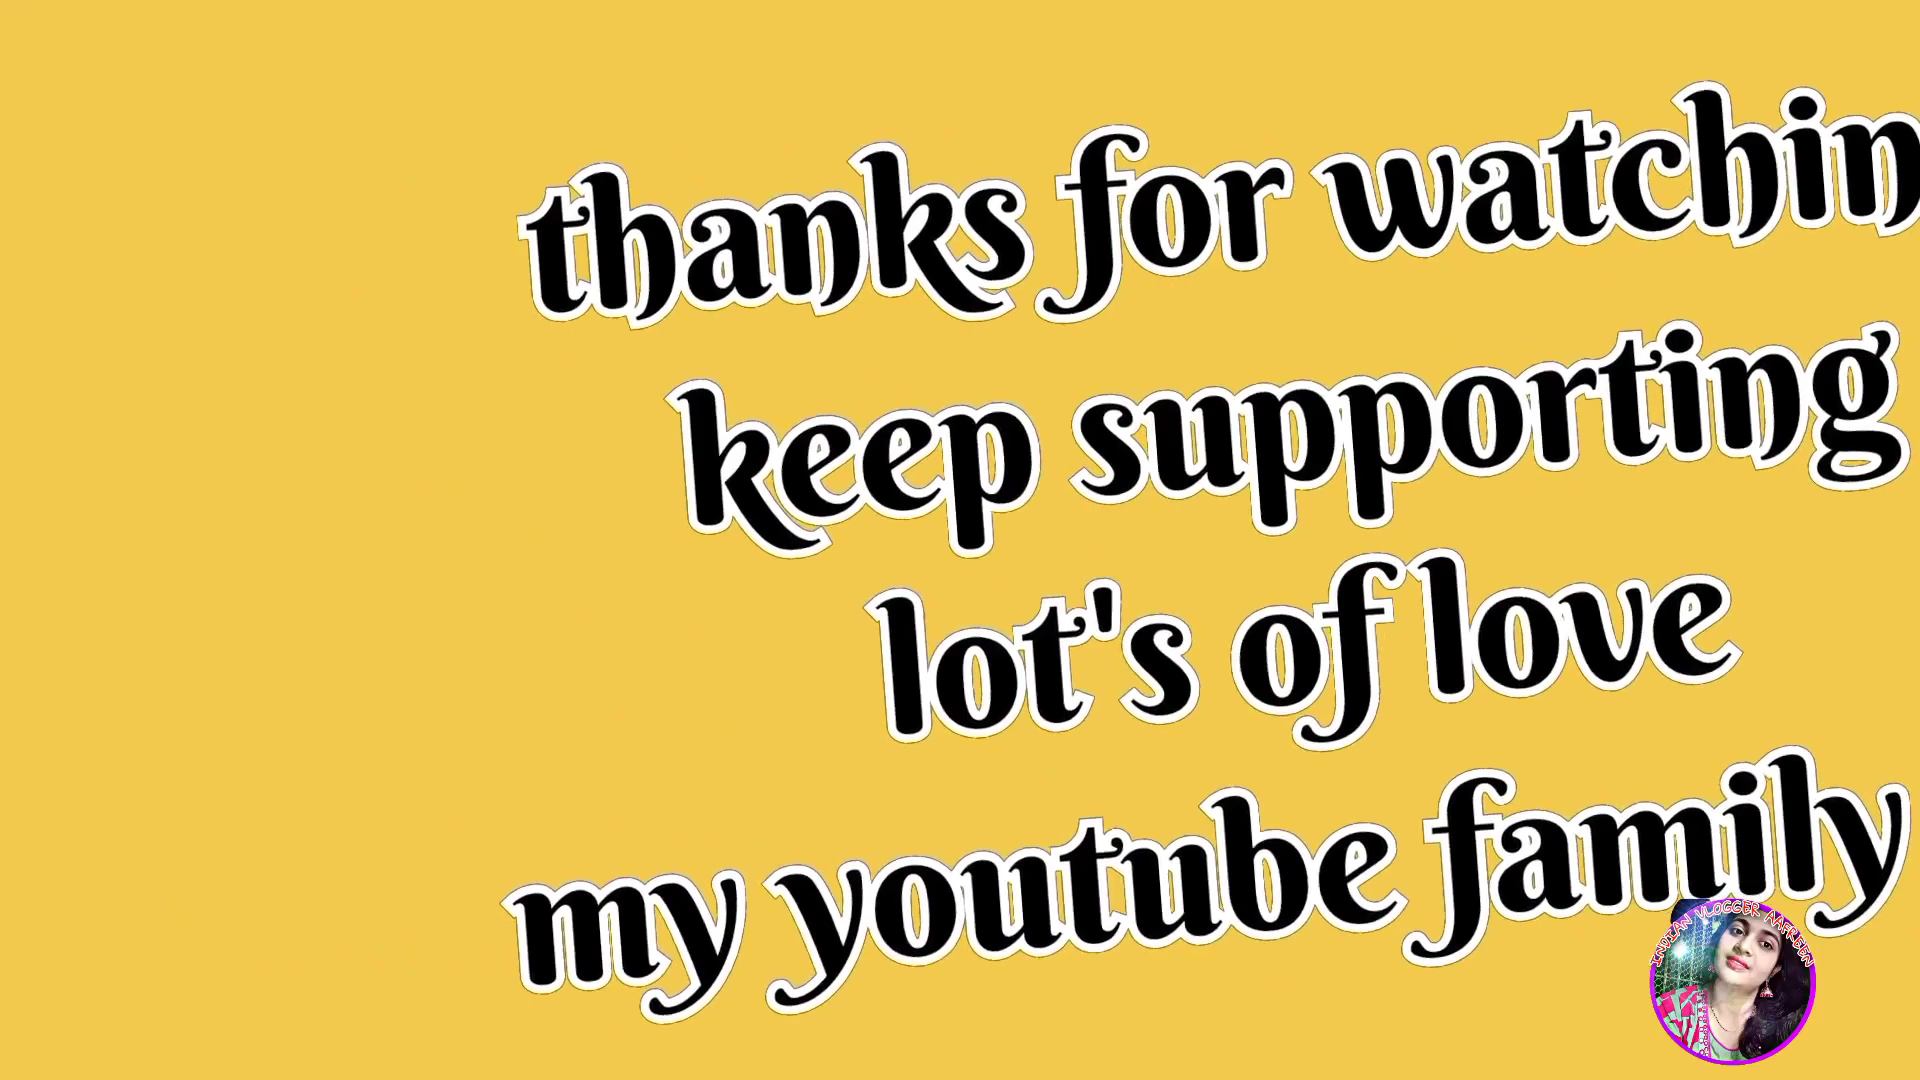 thanks for watchin
keep supporting
lot's of love
my youtube family
INDIAN VLOGGER AAFREEN